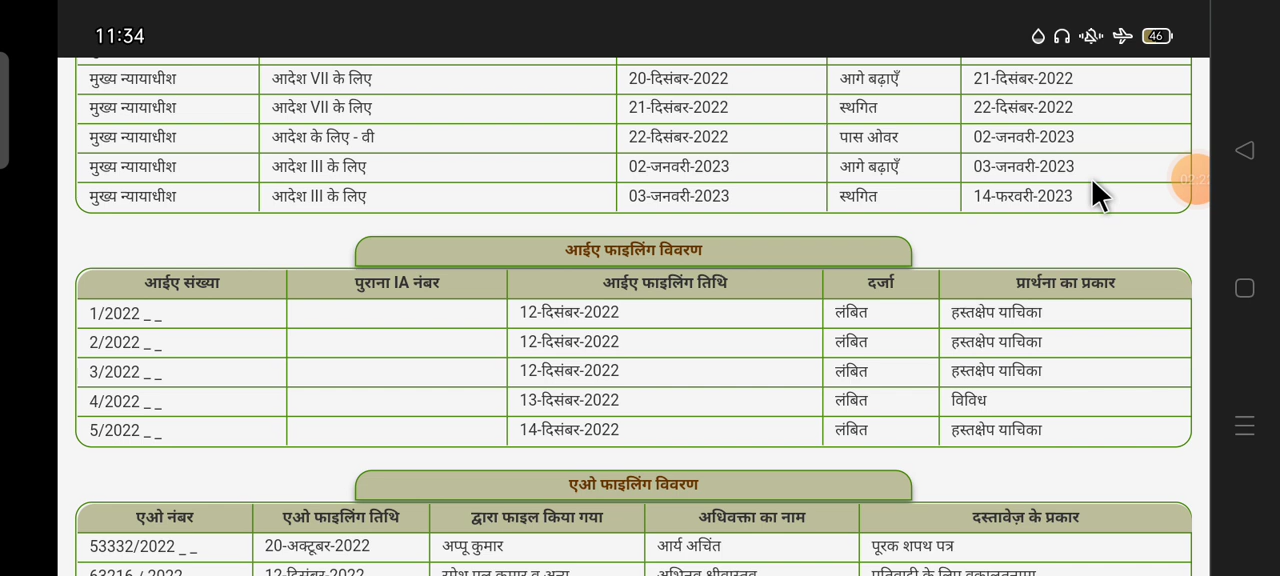 11:34
46
मुख्य न्यायाधीश आदेश VII के लिए 20-दिसंबर-2022 आगे बढ़ाएँ 21-दिसंबर-2022
मुख्य न्यायाधीश आदेश VII के लिए 21-दिसंबर-2022 स्थगित 22-दिसंबर-2022
मुख्य न्यायाधीश आदेश के लिए - वी 22-दिसंबर-2022 पास ओवर 02-जनवरी-2023
मुख्य न्यायाधीश आदेश III के लिए 02-जनवरी-2023 आगे बढ़ाएँ 03-जनवरी-2023
मुख्य न्यायाधीश आदेश III के लिए 03-जनवरी-2023 स्थगित 14-फरवरी-2023
आईए फाइलिंग विवरण
आईए संख्या पुराना IA नंबर आईए फाइलिंग तिथि दर्जा प्रार्थना का प्रकार
1/2022 _ _ 12-दिसंबर-2022 लंबित हस्तक्षेप याचिका
2/2022 _ _ 12-दिसंबर-2022 लंबित हस्तक्षेप याचिका
3/2022 _ _ 12-दिसंबर-2022 लंबित हस्तक्षेप याचिका
4/2022 _ _ 13-दिसंबर-2022 लंबित विविध
5/2022 _ _ 14-दिसंबर-2022 लंबित हस्तक्षेप याचिका
एओ फाइलिंग विवरण
एओ नंबर एओ फाइलिंग तिथि द्वारा फाइल किया गया अधिवक्ता का नाम दस्तावेज़ के प्रकार
53332/2022 _ _ 20-अक्टूबर-2022 अप्पू कुमार आर्य अचिंत पूरक शपथ पत्र
12-दिसंबर-2022